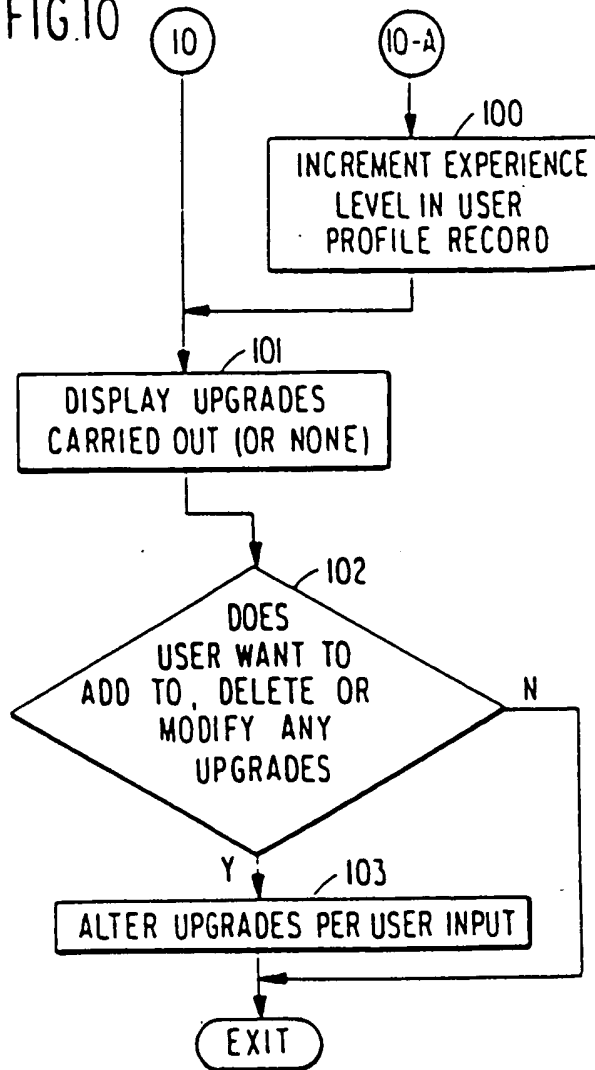 FIG.10
10
10-A
100
INCREMENT EXPERIENCE
LEVEL IN USER
PROFILE RECORD
101
DISPLAY UPGRADES
CARRIED OUT (OR NONE)
102
DOES
USER WANT TO
ADD TO, DELETE OR
MODIFY ANY
UPGRADES
N
Y
103
ALTER UPGRADES PER USER INPUT
EXIT